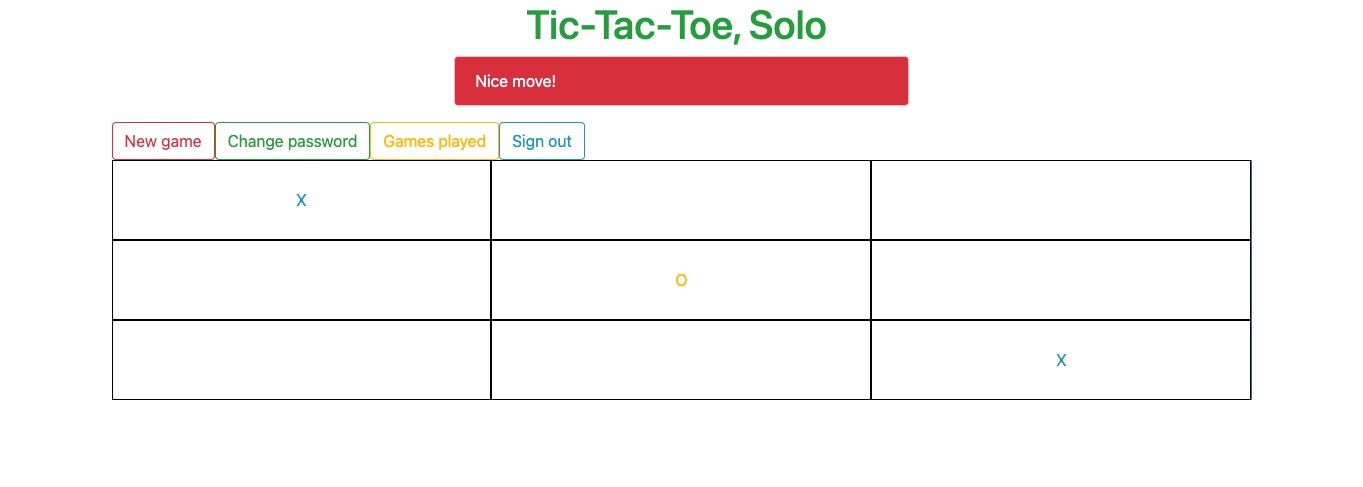 Tic-Tac-Toe, Solo
Nice move!
New game Change password Games played Sign out
X
O
X